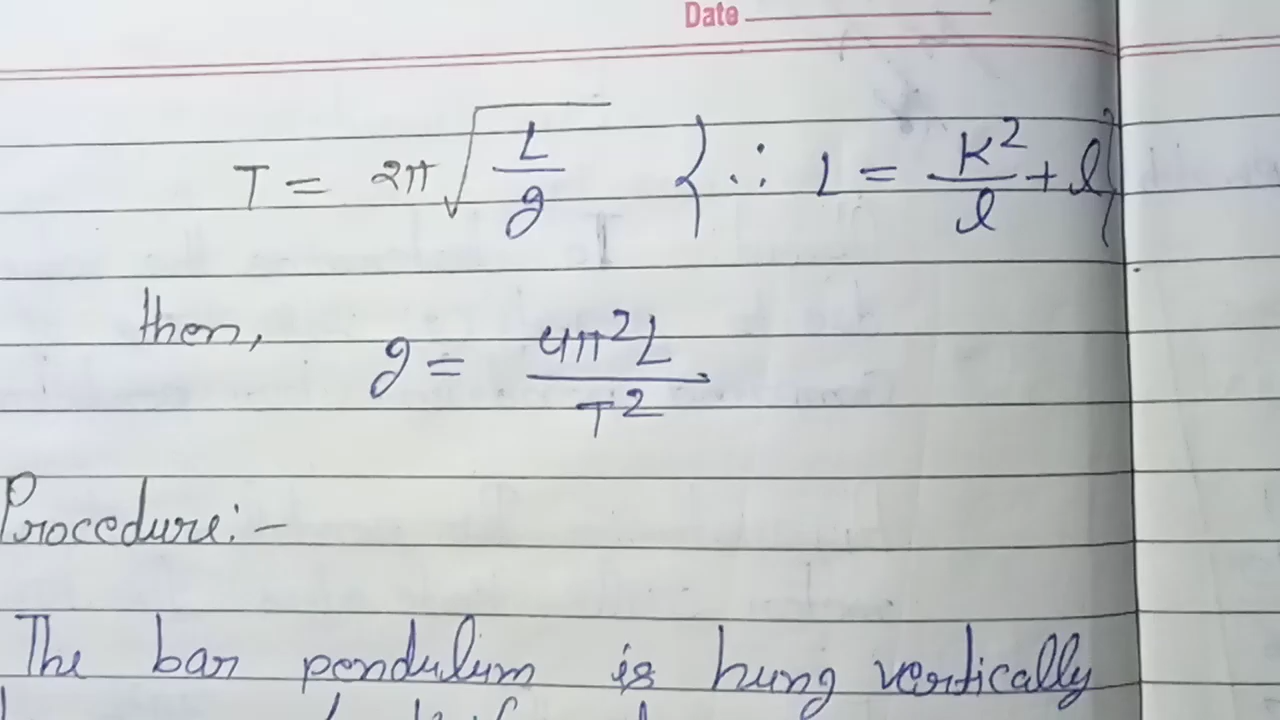 Date
T = 2π √(L/g) { ∴ L = K²/l + l }
then,
g = 4π²L/T²
Procedure:-
The bar pendulum is hung vertically